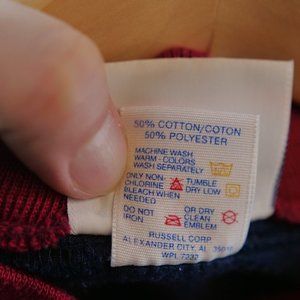 50% COTTON/COTON
50% POLYESTER
MACHINE WASH
WARM - COLORS
WASH SEPARATELY
ONLY NON-
CHLORINE
BLEACH WHEN
NEEDED
TUMBLE
DRY LOW
DO NOT
IRON
OR DRY
CLEAN
EMBLEM
RUSSELL CORP
ALEXANDER CITY, AL
WPL 7232